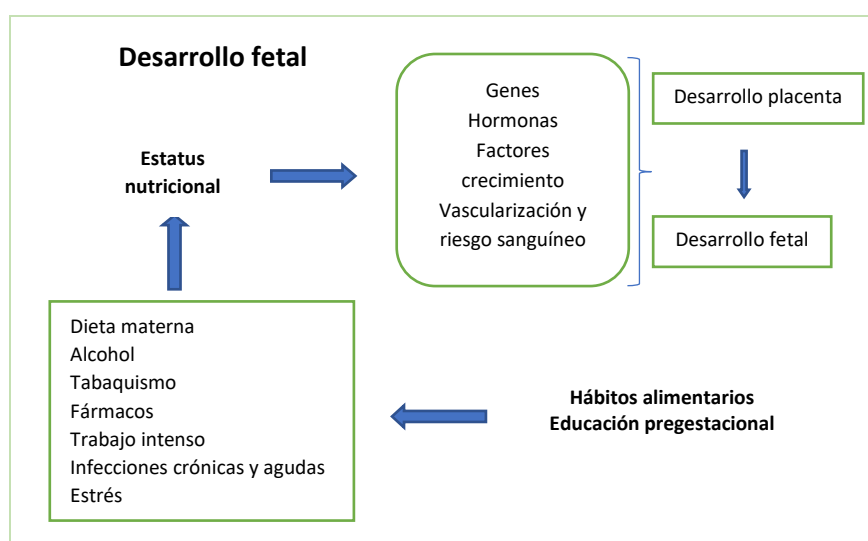 Desarrollo fetal
Estatus
nutricional
Genes
Hormonas
Factores
crecimiento
Vascularización y
riesgo sanguíneo
Desarrollo placenta
Desarrollo fetal
Dieta materna
Alcohol
Tabaquismo
Fármacos
Trabajo intenso
Infecciones crónicas y agudas
Estrés
Hábitos alimentarios
Educación pregestacional